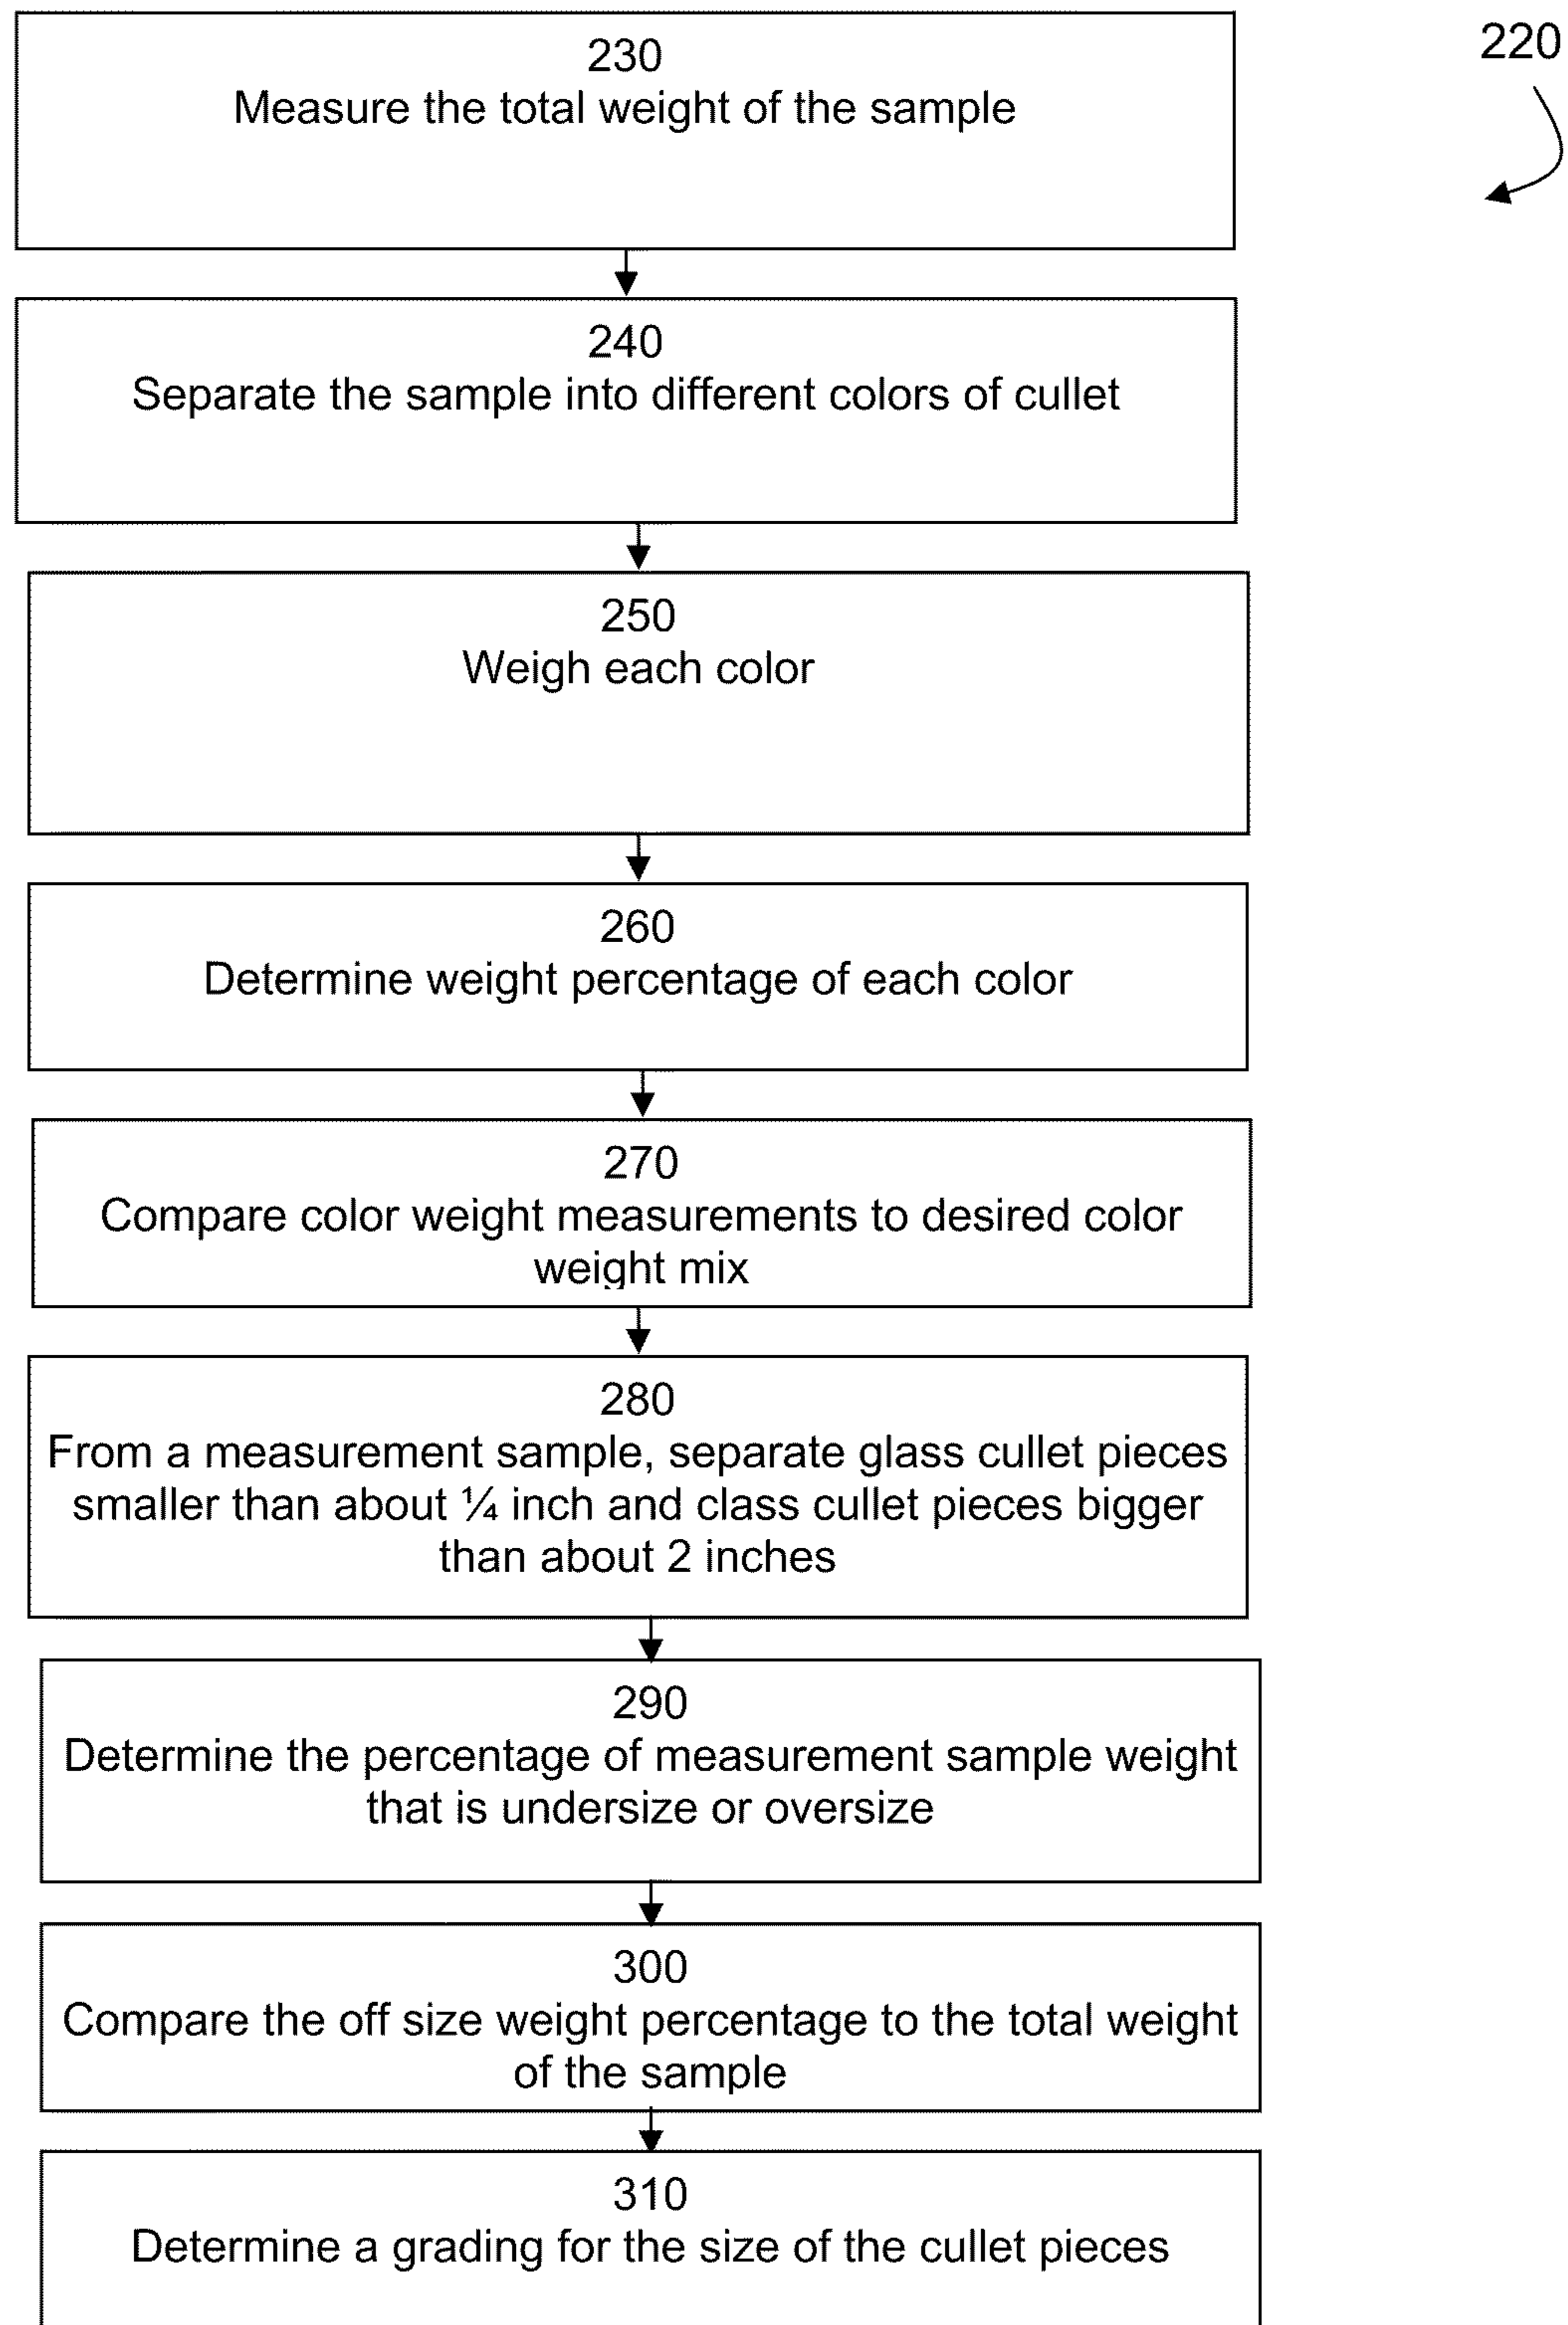 220
230
Measure the total weight of the sample
240
Separate the sample into different colors of cullet
250
Weigh each color
260
Determine weight percentage of each color
270
Compare color weight measurements to desired color
weight mix
280
From a measurement sample, separate glass cullet pieces
smaller than about ¼ inch and class cullet pieces bigger
than about 2 inches
290
Determine the percentage of measurement sample weight
that is undersize or oversize
300
Compare the off size weight percentage to the total weight
of the sample
310
Determine a grading for the size of the cullet pieces